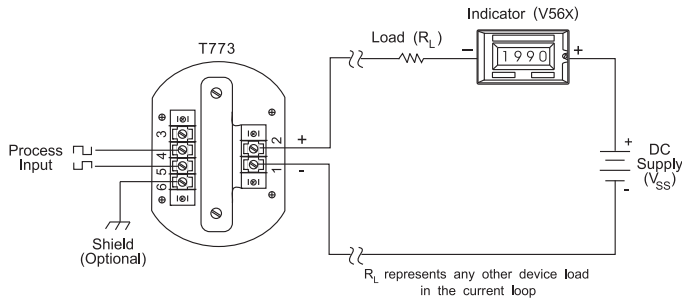 Indicator (V56X)
Load (RL)
- 1990 +
T773
3
4
5
6
2
1
+
-
Process
Input
Shield
(Optional)
+
DC
Supply
(VSS)
-
RL represents any other device load
in the current loop